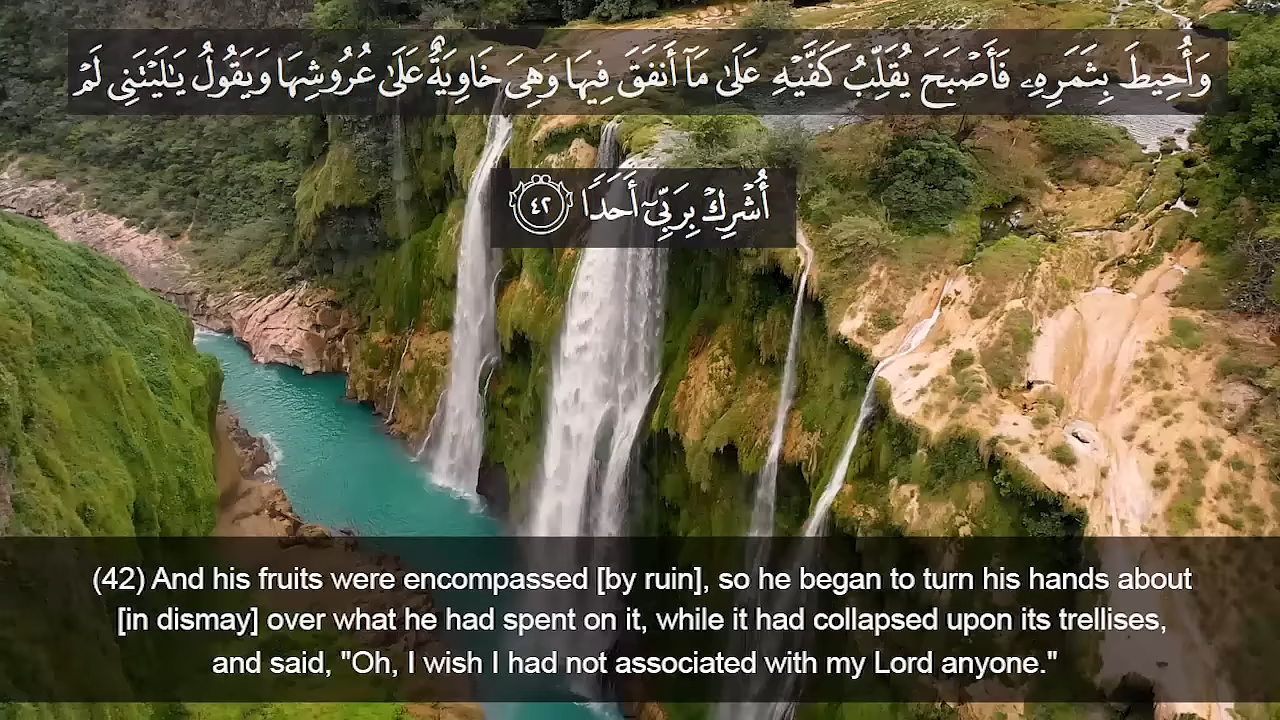 وَأُحِيطَ بِثَمَرِهِۦ فَأَصۡبَحَ يُقَلِّبُ كَفَّيۡهِ عَلَىٰ مَآ أَنفَقَ فِيهَا وَهِيَ خَاوِيَةٌ عَلَىٰ عُرُوشِهَا وَيَقُولُ يَٰلَيۡتَنِي لَمۡ
أُشۡرِكۡ بِرَبِّيٓ أَحَدٗا ٤٢
(42) And his fruits were encompassed [by ruin], so he began to turn his hands about
[in dismay] over what he had spent on it, while it had collapsed upon its trellises,
and said, "Oh, I wish I had not associated with my Lord anyone."